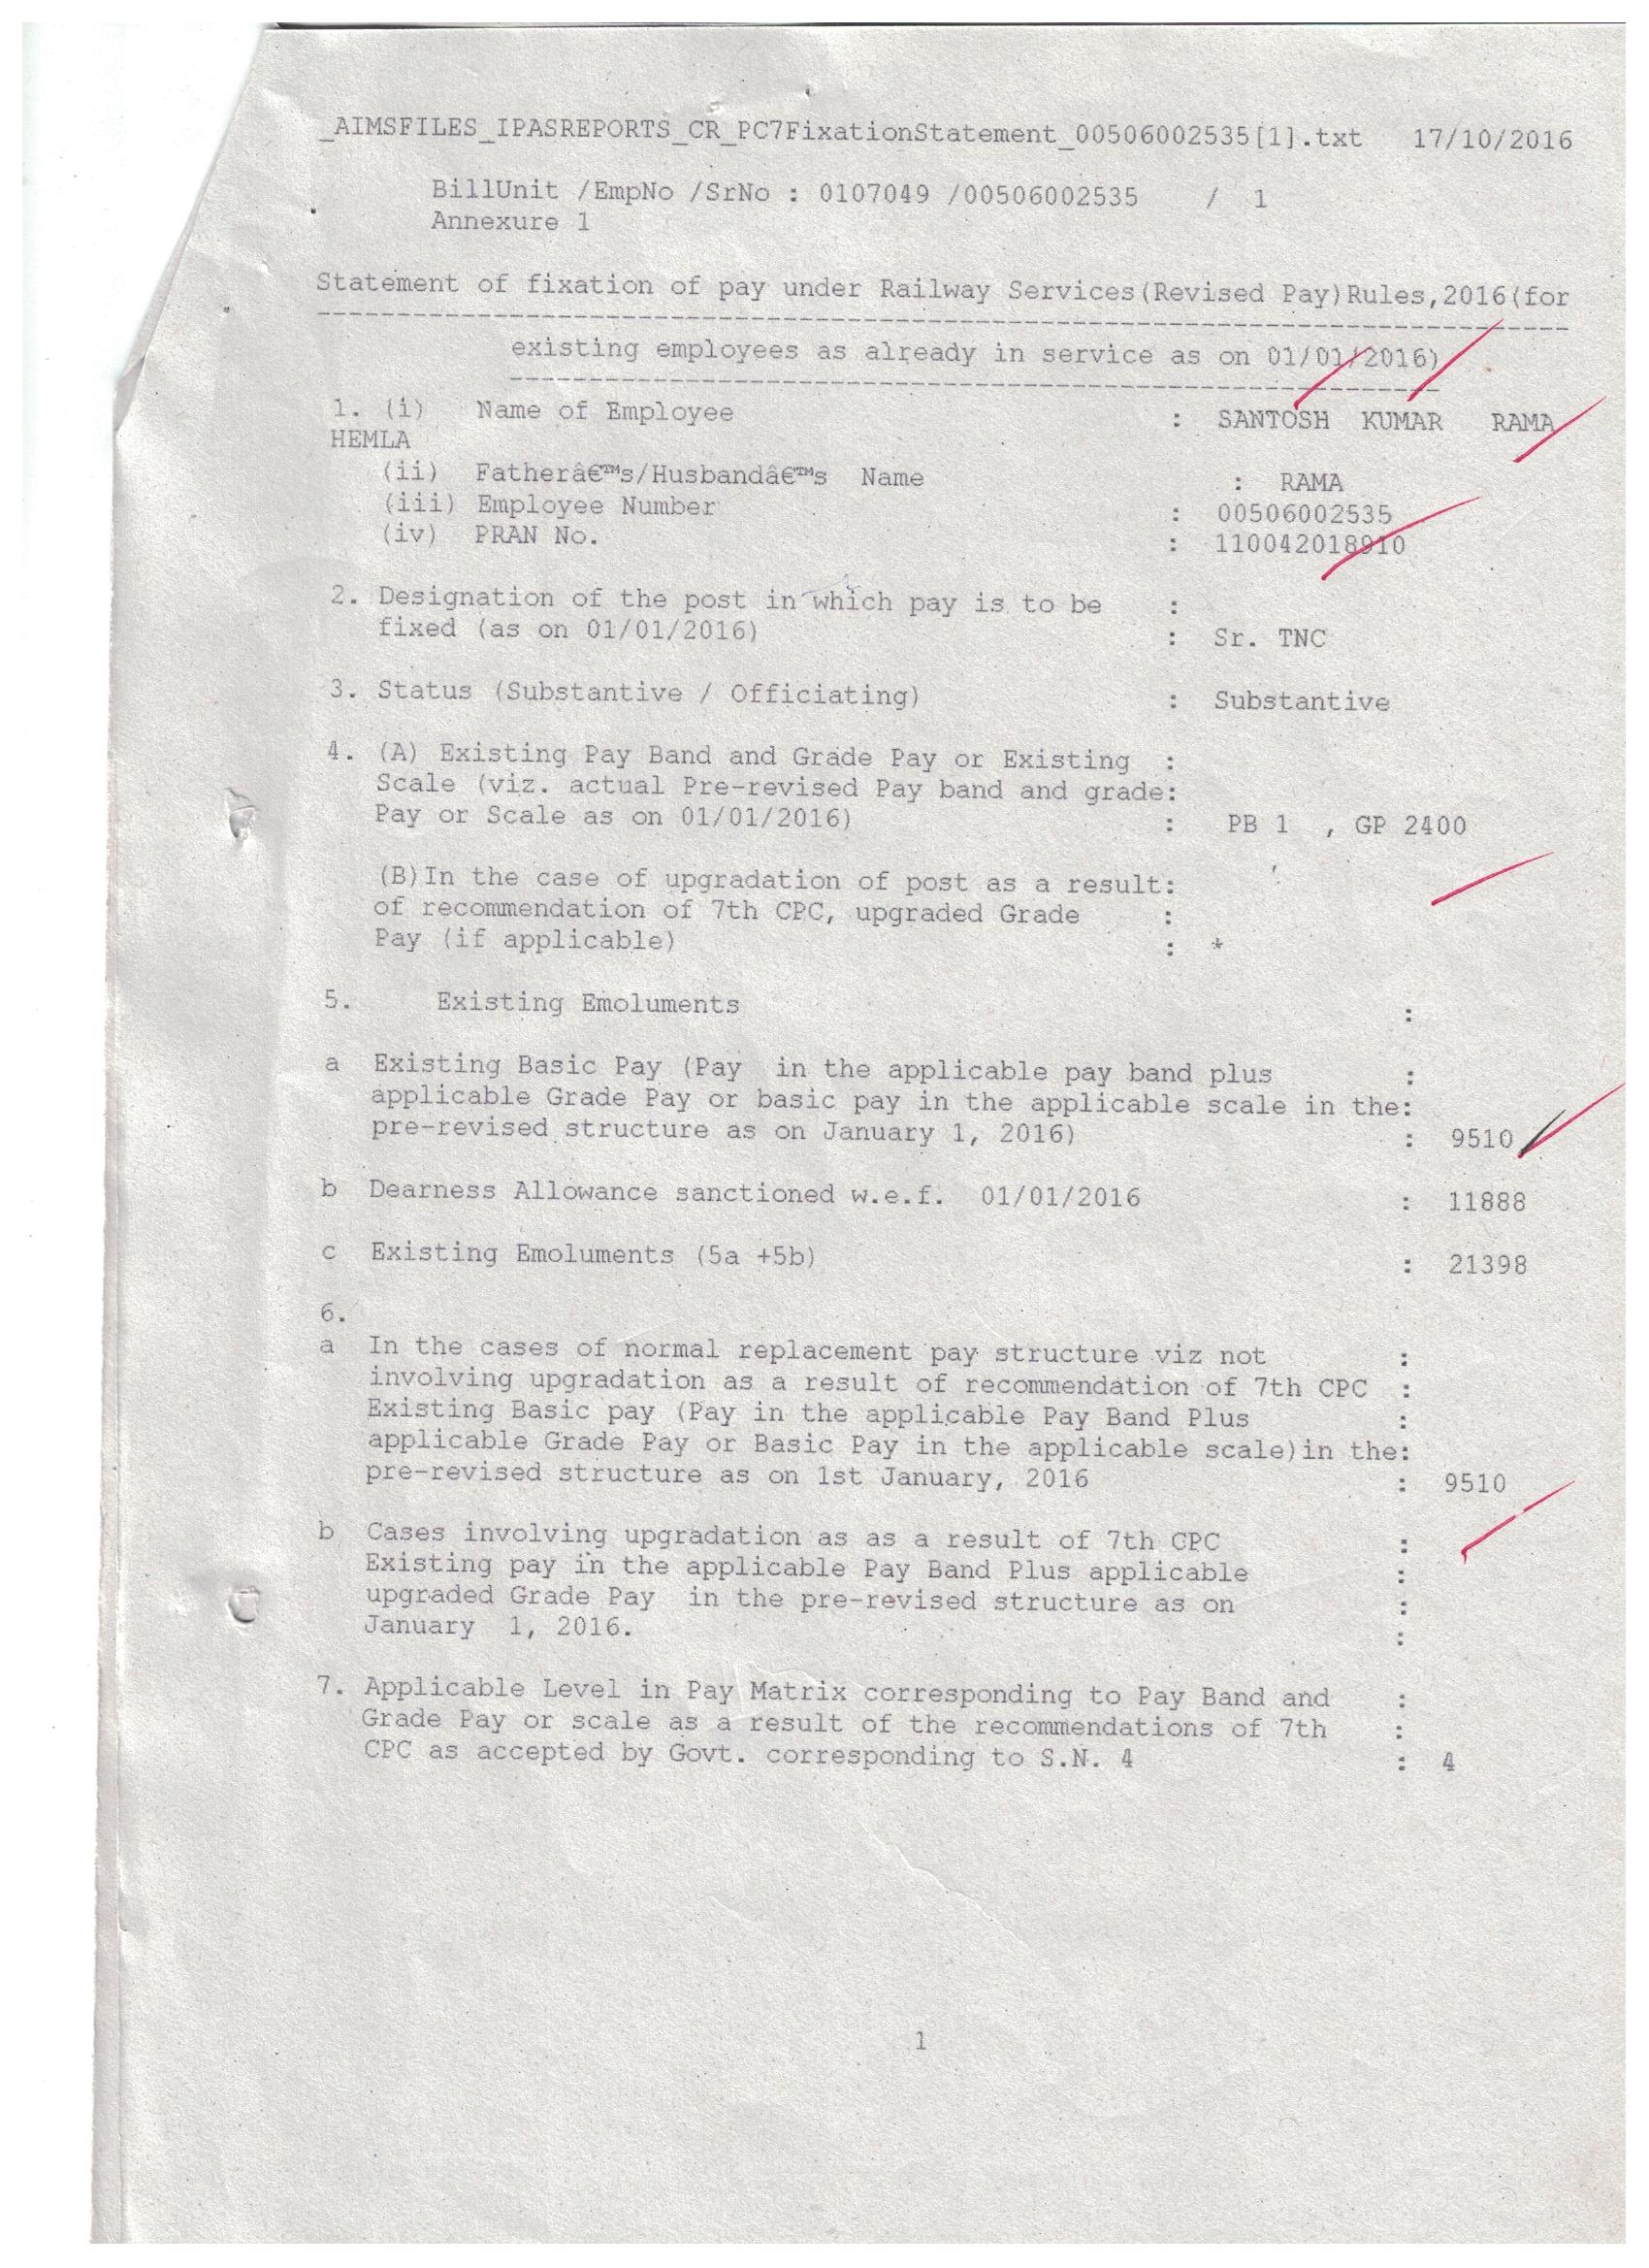 _AIMSFILES_IPASREPORTS_CR_PC7FixationStatement_00506002535[1].txt 17/10/2016
BillUnit /EmpNo /SrNo : 0107049 /00506002535 / 1
Annexure 1
Statement of fixation of pay under Railway Services(Revised Pay)Rules,2016(for
existing employees as already in service as on 01/01/2016)
1. (i) Name of Employee : SANTOSH KUMAR RAMA
HEMLA
(ii) Fatherâ€™s/Husbandâ€™s Name : RAMA
(iii) Employee Number : 00506002535
(iv) PRAN No. : 110042018910
2. Designation of the post in which pay is to be :
fixed (as on 01/01/2016) : Sr. TNC
3. Status (Substantive / Officiating) : Substantive
4. (A) Existing Pay Band and Grade Pay or Existing :
Scale (viz. actual Pre-revised Pay band and grade:
Pay or Scale as on 01/01/2016) : PB 1 , GP 2400
(B)In the case of upgradation of post as a result:
of recommendation of 7th CPC, upgraded Grade :
Pay (if applicable) : *
5. Existing Emoluments :
a Existing Basic Pay (Pay in the applicable pay band plus :
applicable Grade Pay or basic pay in the applicable scale in the:
pre-revised structure as on January 1, 2016) : 9510
b Dearness Allowance sanctioned w.e.f. 01/01/2016 : 11888
c Existing Emoluments (5a +5b) : 21398
6.
a In the cases of normal replacement pay structure viz not :
involving upgradation as a result of recommendation of 7th CPC :
Existing Basic pay (Pay in the applicable Pay Band Plus :
applicable Grade Pay or Basic Pay in the applicable scale)in the:
pre-revised structure as on 1st January, 2016 : 9510
b Cases involving upgradation as as a result of 7th CPC :
Existing pay in the applicable Pay Band Plus applicable :
upgraded Grade Pay in the pre-revised structure as on :
January 1, 2016. :
7. Applicable Level in Pay Matrix corresponding to Pay Band and :
Grade Pay or scale as a result of the recommendations of 7th :
CPC as accepted by Govt. corresponding to S.N. 4 : 4
1